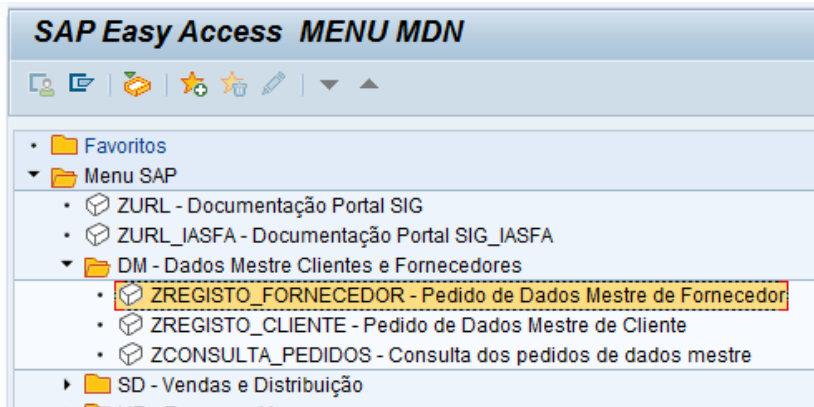 SAP Easy Access MENU MDN
Favoritos
Menu SAP
ZURL - Documentação Portal SIG
ZURL_IASFA - Documentação Portal SIG_IASFA
DM - Dados Mestre Clientes e Fornecedores
ZREGISTO_FORNECEDOR - Pedido de Dados Mestre de Fornecedor
ZREGISTO_CLIENTE - Pedido de Dados Mestre de Cliente
ZCONSULTA_PEDIDOS - Consulta dos pedidos de dados mestre
SD - Vendas e Distribuição